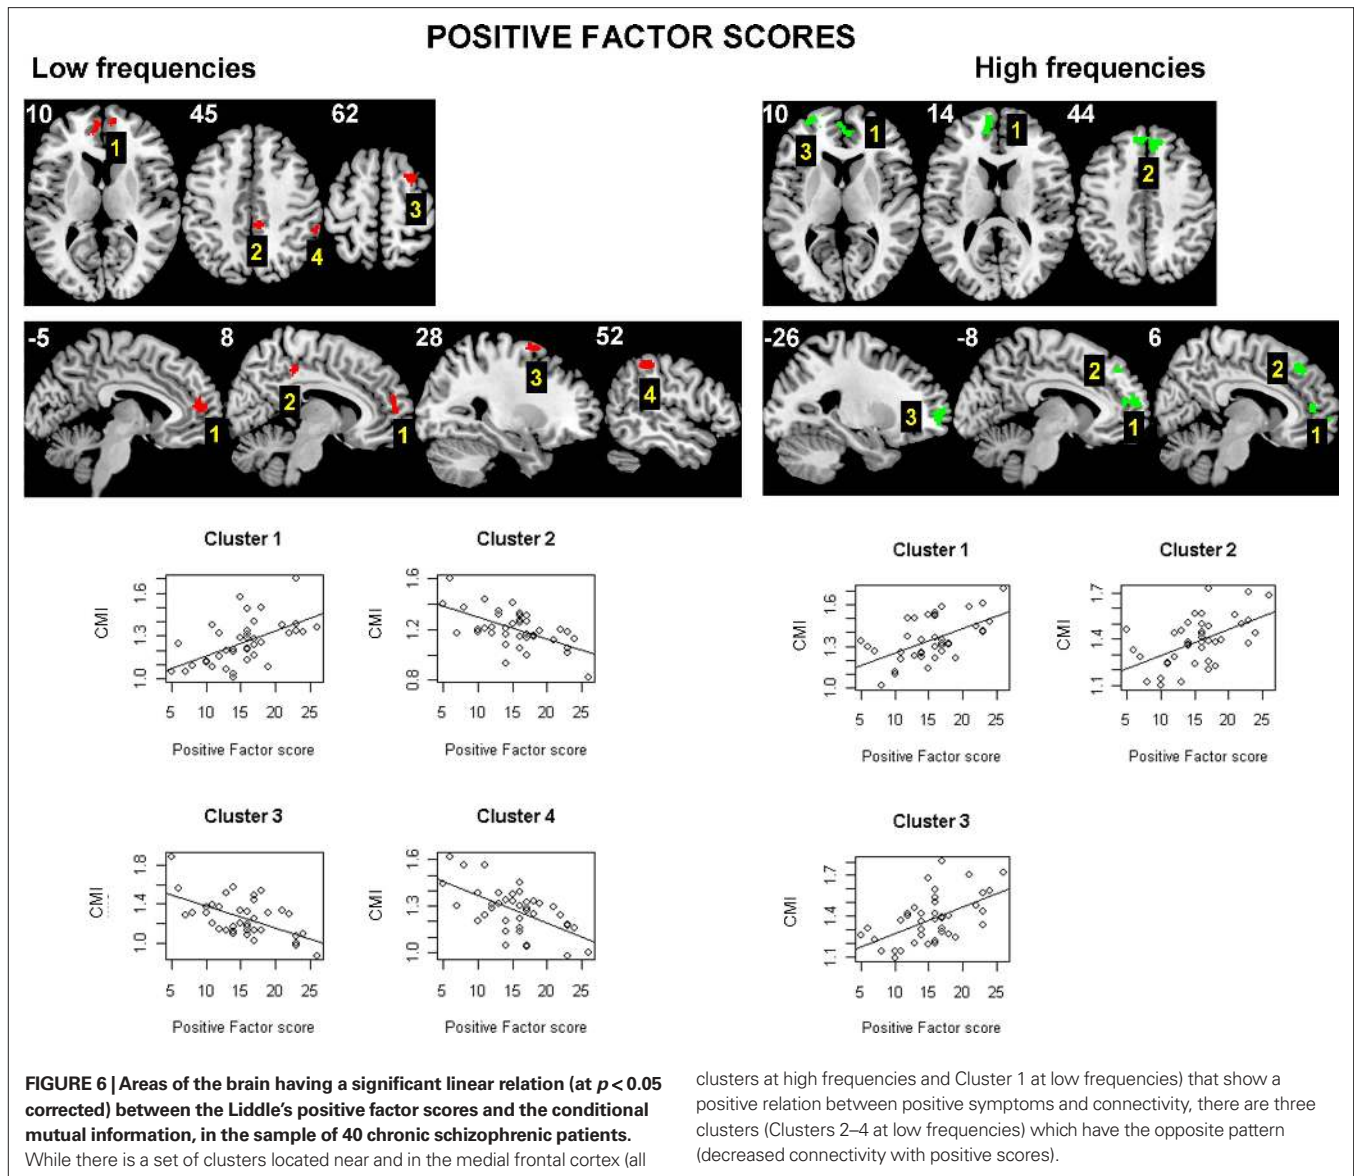 POSITIVE FACTOR SCORES
Low frequencies
High frequencies
10
45
62
1
2
3
4
10
14
44
3
1
1
2
-5
8
28
52
1
2
1
3
4
-26
-8
6
3
2
1
2
1
Cluster 1
CMI
1.0 1.3 1.6
5 10 15 20 25
Positive Factor score
Cluster 2
CMI
0.8 1.2 1.6
5 10 15 20 25
Positive Factor score
Cluster 1
CMI
1.0 1.3 1.6
5 10 15 20 25
Positive Factor score
Cluster 2
CMI
1.1 1.4 1.7
5 10 15 20 25
Positive Factor score
Cluster 3
CMI
1.0 1.4 1.8
5 10 15 20 25
Positive Factor score
Cluster 4
CMI
1.0 1.3 1.6
5 10 15 20 25
Positive Factor score
Cluster 3
CMI
1.1 1.4 1.7
5 10 15 20 25
Positive Factor score
FIGURE 6 | Areas of the brain having a significant linear relation (at p < 0.05
corrected) between the Liddle's positive factor scores and the conditional
mutual information, in the sample of 40 chronic schizophrenic patients.
While there is a set of clusters located near and in the medial frontal cortex (all
clusters at high frequencies and Cluster 1 at low frequencies) that show a
positive relation between positive symptoms and connectivity, there are three
clusters (Clusters 2–4 at low frequencies) which have the opposite pattern
(decreased connectivity with positive scores).